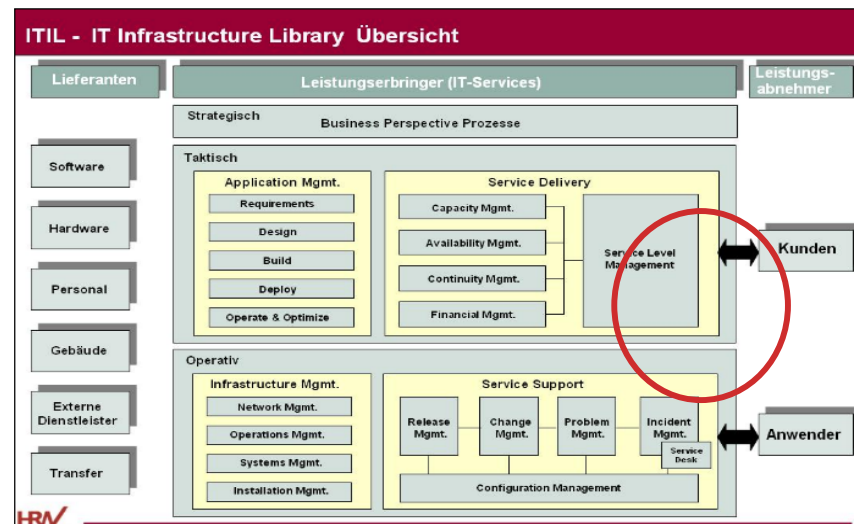 ITIL - IT Infrastructure Library Übersicht
Lieferanten
Leistungserbringer (IT-Services)
Leistungs-
abnehmer
Strategisch
Business Perspective Prozesse
Taktisch
Application Mgmt.
Requirements
Design
Build
Deploy
Operate & Optimize
Service Delivery
Capacity Mgmt.
Availability Mgmt.
Continuity Mgmt.
Financial Mgmt.
Service Level
Management
Operativ
Infrastructure Mgmt.
Network Mgmt.
Operations Mgmt.
Systems Mgmt.
Installation Mgmt.
Service Support
Release
Mgmt.
Change
Mgmt.
Problem
Mgmt.
Incident
Mgmt.
Service
Desk
Configuration Management
Software
Hardware
Personal
Gebäude
Externe
Dienstleister
Transfer
Kunden
Anwender